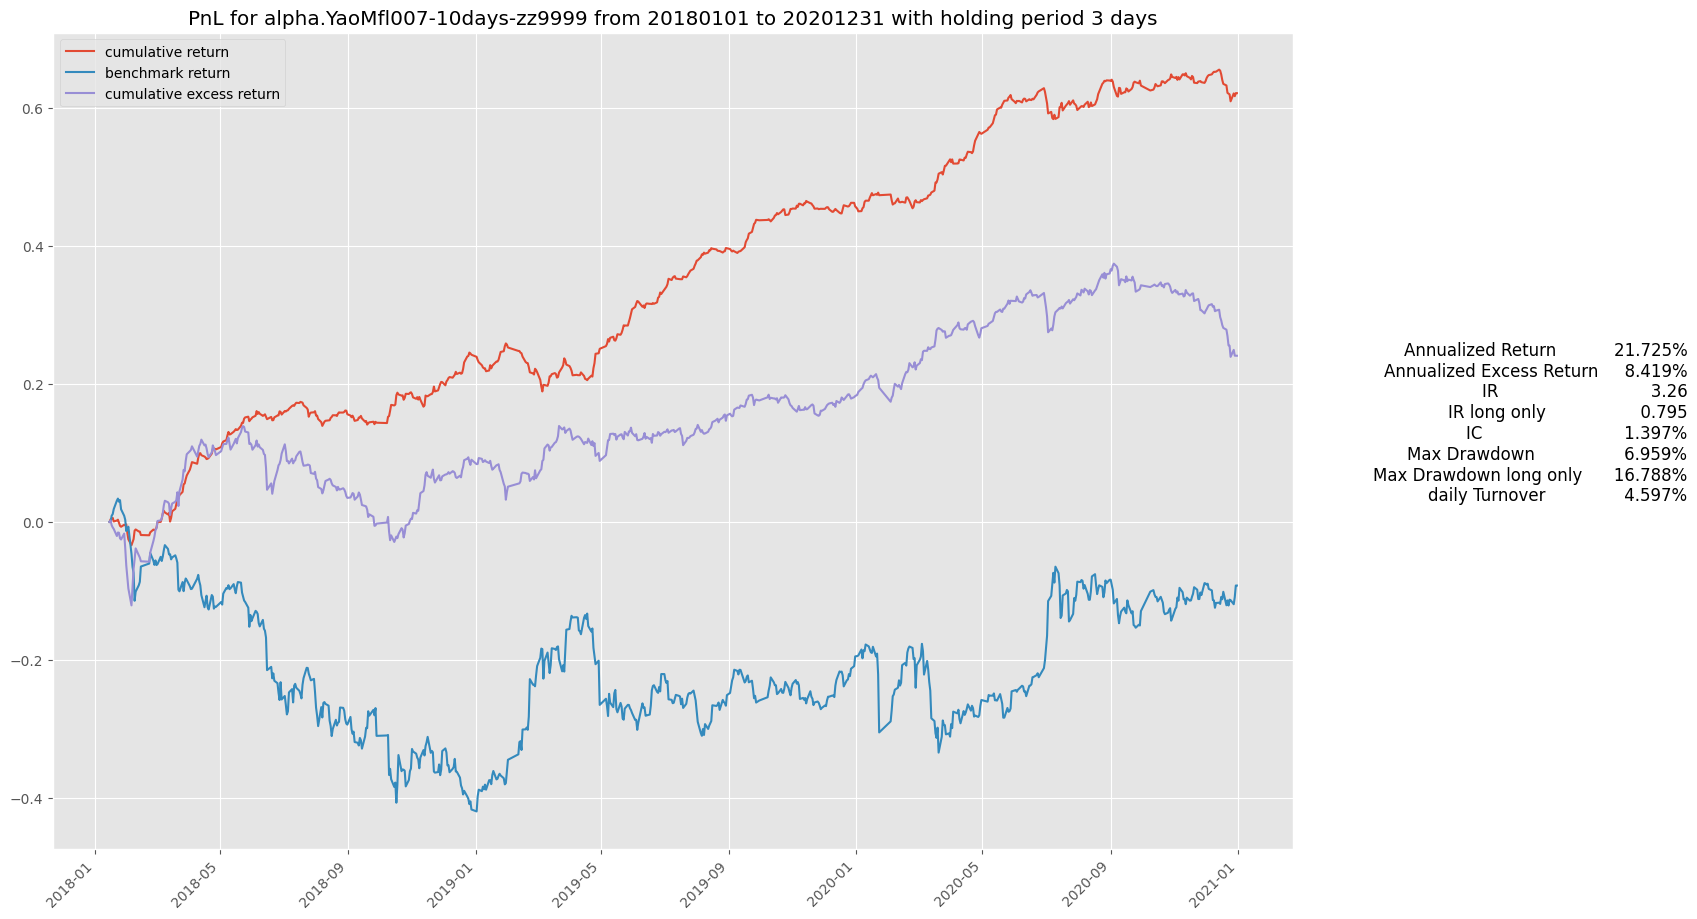 PnL for alpha.YaoMfl007-10days-zz9999 from 20180101 to 20201231 with holding period 3 days
cumulative return
benchmark return
cumulative excess return
0.6
0.4
0.2
0.0
−0.2
−0.4
2018-01
2018-05
2018-09
2019-01
2019-05
2019-09
2020-01
2020-05
2020-09
2021-01
Annualized Return 21.725%
Annualized Excess Return 8.419%
IR 3.26
IR long only 0.795
IC 1.397%
Max Drawdown 6.959%
Max Drawdown long only 16.788%
daily Turnover 4.597%